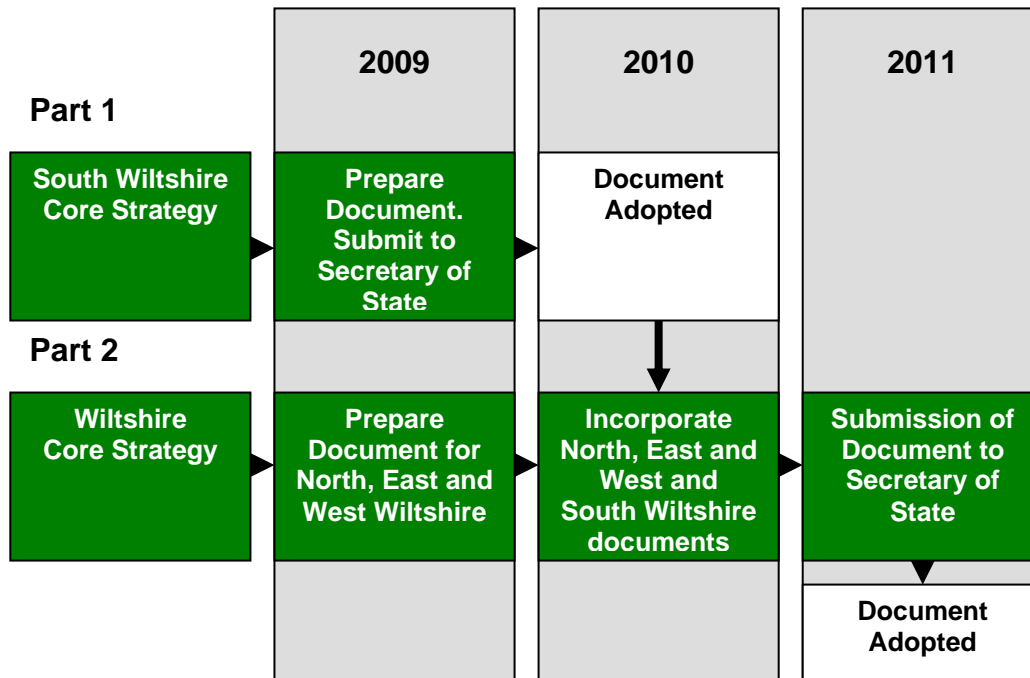 2009
2010
2011
Part 1
South Wiltshire
Core Strategy
Prepare
Document.
Submit to
Secretary of
State
Document
Adopted
Part 2
Wiltshire
Core Strategy
Prepare
Document for
North, East and
West Wiltshire
Incorporate
North, East and
West and
South Wiltshire
documents
Submission of
Document to
Secretary of
State
Document
Adopted